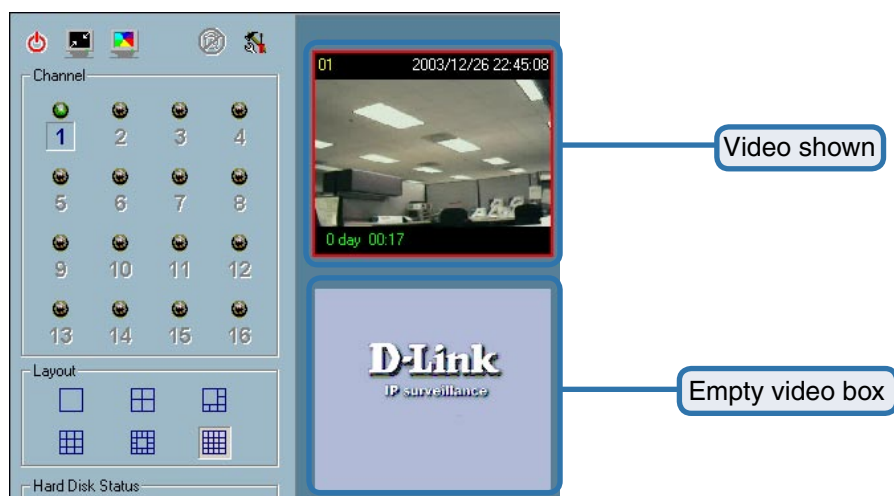 Channel
1 2 3 4
5 6 7 8
9 10 11 12
13 14 15 16
Layout
Hard Disk Status
01 2003/12/26 22:45:08
0 day 00:17
Video shown
D-Link
IP surveillance
Empty video box